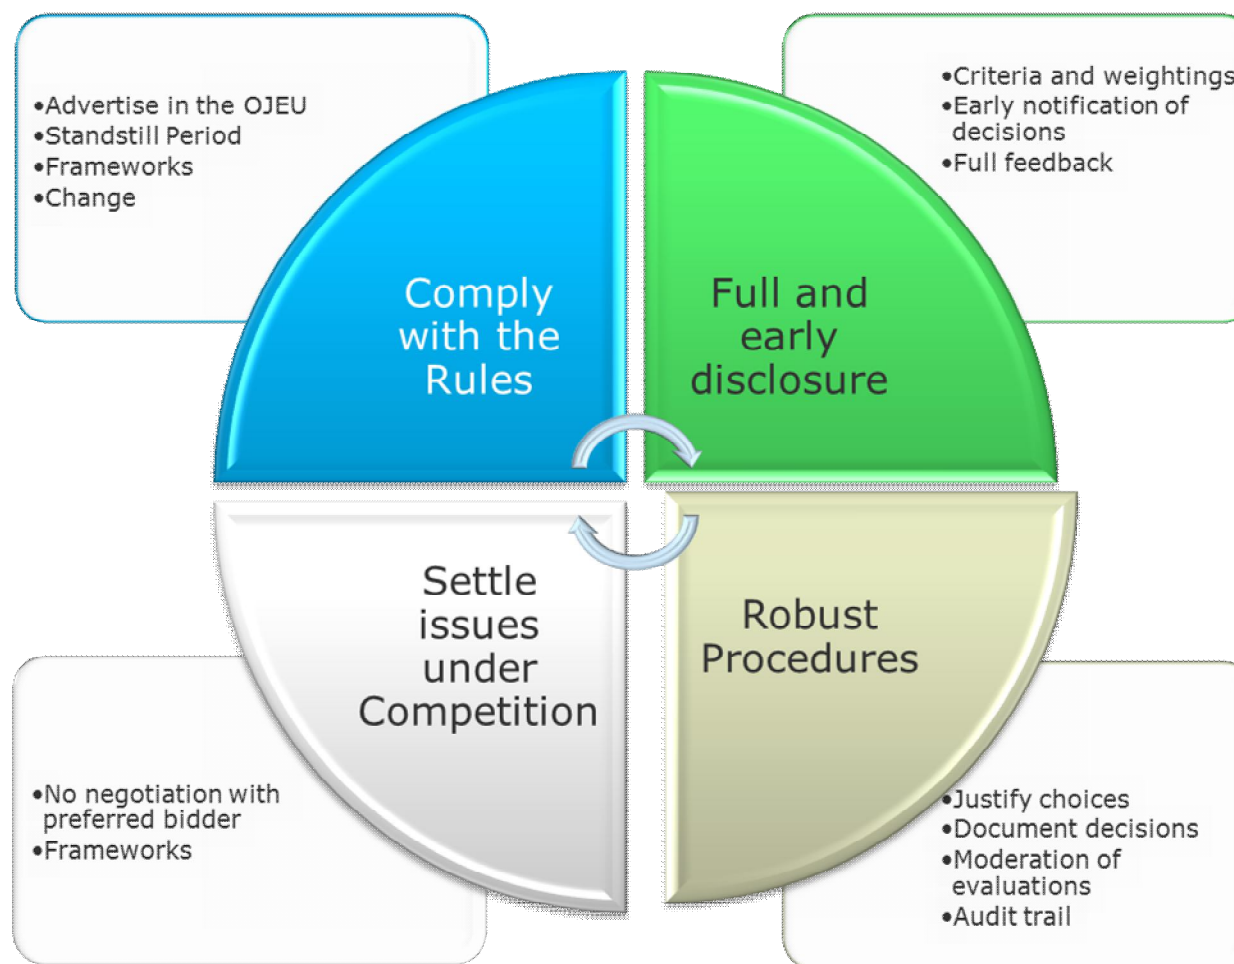 •Advertise in the OJEU
•Standstill Period
•Frameworks
•Change
•Criteria and weightings
•Early notification of
decisions
•Full feedback
Comply
with the
Rules
Full and
early
disclosure
Settle
issues
under
Competition
Robust
Procedures
•No negotiation with
preferred bidder
•Frameworks
•Justify choices
•Document decisions
•Moderation of
evaluations
•Audit trail